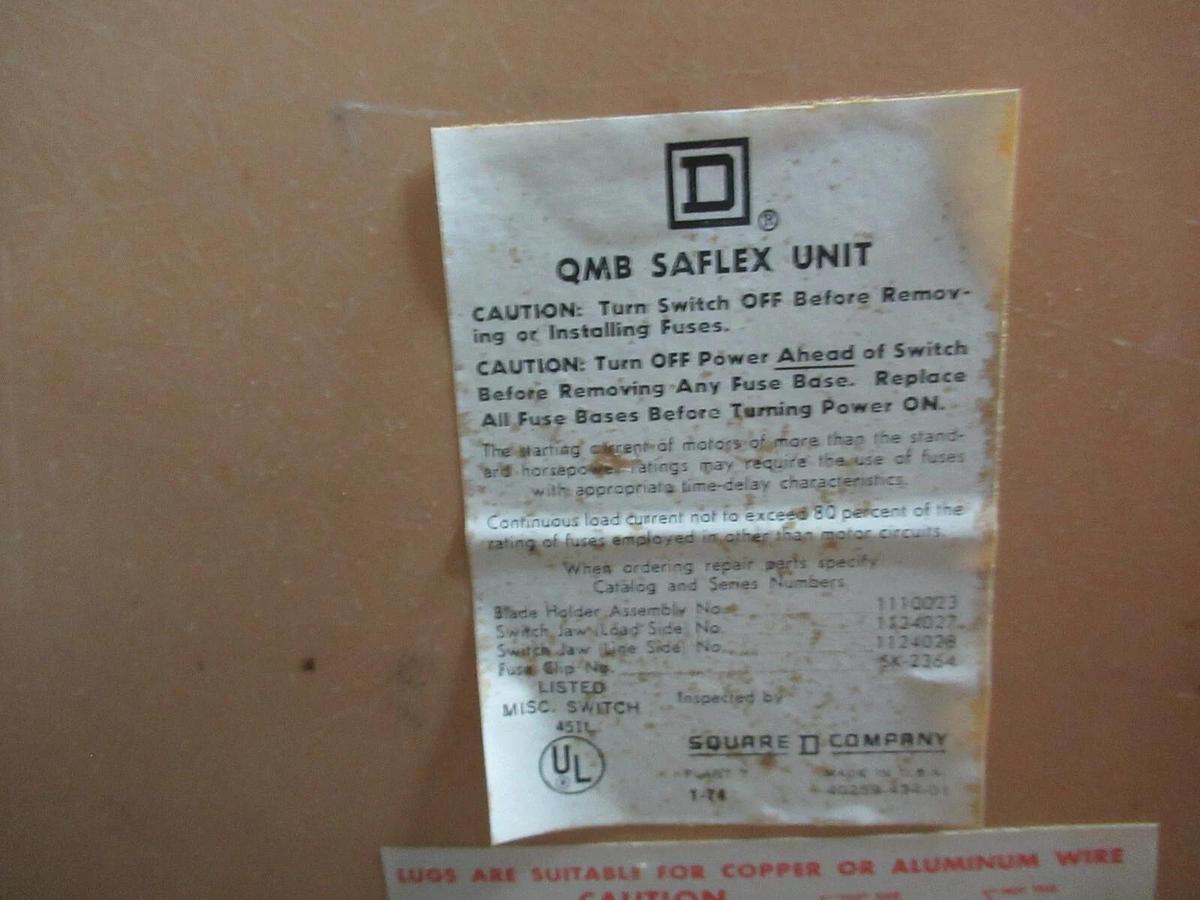 D
®
QMB SAFLEX UNIT
CAUTION: Turn Switch OFF Before Remov-
ing or Installing Fuses.
CAUTION: Turn OFF Power Ahead of Switch
Before Removing Any Fuse Base. Replace
All Fuse Bases Before Turning Power ON.
The starting current of motors of more than the stand-
ard horsepower ratings may require the use of fuses
with appropriate time-delay characteristics.
Continuous load current not to exceed 80 percent of the
rating of fuses employed in other than motor circuits.
When ordering repair parts specify
Catalog and Series Numbers
Blade Holder Assembly No. 1110023
Switch Jaw (Load Side) No. 1124027
Switch Jaw (Line Side) No. 1124028
Fuse Clip No. SK-2364
LISTED
MISC. SWITCH
451L
UL
Inspected by
SQUARE D COMPANY
PLANT MADE IN U.S.A.
1-74
LUGS ARE SUITABLE FOR COPPER OR ALUMINUM WIRE
CAUTION